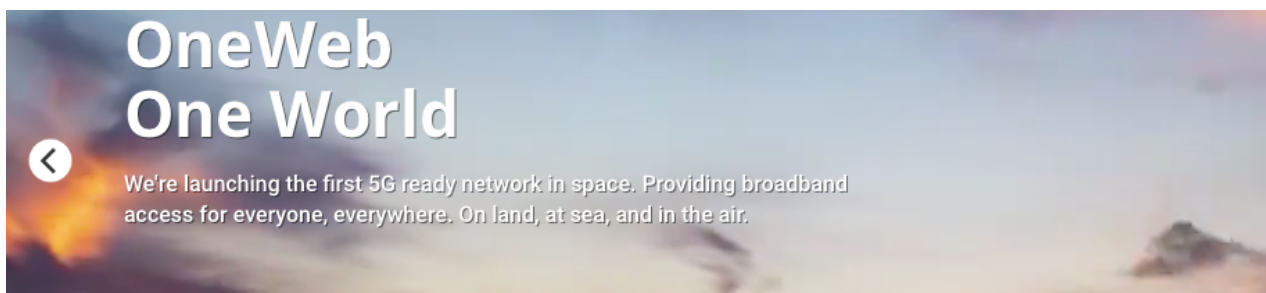 OneWeb
One World
We're launching the first 5G ready network in space. Providing broadband
access for everyone, everywhere. On land, at sea, and in the air.